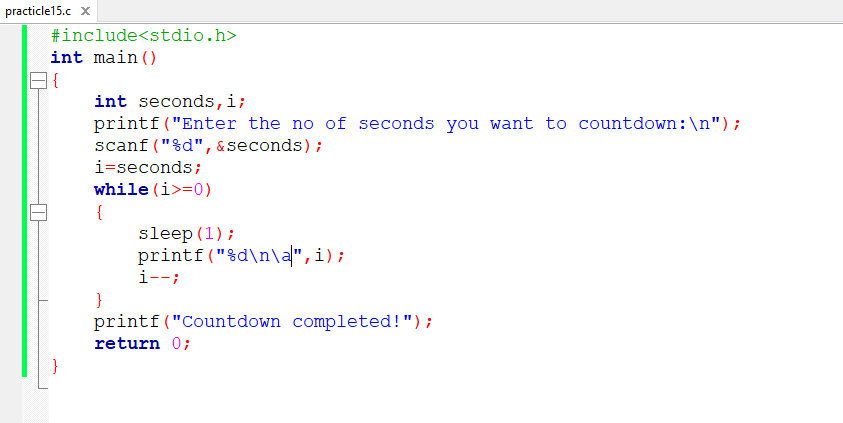 practicle15.c X
#include<stdio.h>
int main()
{
    int seconds,i;
    printf("Enter the no of seconds you want to countdown:\n");
    scanf("%d",&seconds);
    i=seconds;
    while(i>=0)
    {
        sleep(1);
        printf("%d\n\a",i);
        i--;
    }
    printf("Countdown completed!");
    return 0;
}